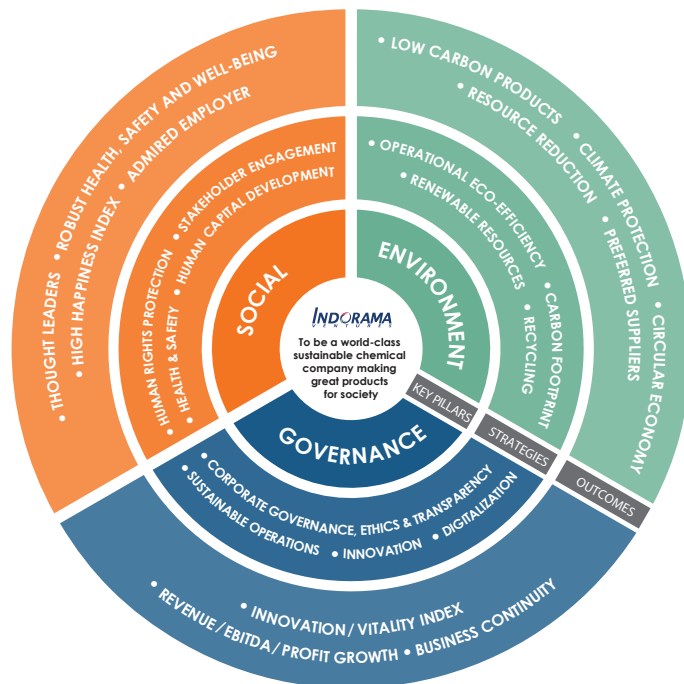 INDORAMA
VENTURES
To be a world-class
sustainable chemical
company making
great products
for society
SOCIAL
• STAKEHOLDER ENGAGEMENT
• HUMAN CAPITAL DEVELOPMENT
• HUMAN RIGHTS PROTECTION
• HEALTH & SAFETY
• ROBUST HEALTH, SAFETY AND WELL-BEING
• ADMIRED EMPLOYER
• THOUGHT LEADERS
• HIGH HAPPINESS INDEX
ENVIRONMENT
• OPERATIONAL ECO-EFFICIENCY
• RENEWABLE RESOURCES
• CARBON FOOTPRINT
• RECYCLING
• LOW CARBON PRODUCTS
• RESOURCE REDUCTION
• CLIMATE PROTECTION
• PREFERRED SUPPLIERS
• CIRCULAR ECONOMY
GOVERNANCE
• CORPORATE GOVERNANCE, ETHICS & TRANSPARENCY
• SUSTAINABLE OPERATIONS
• INNOVATION
• DIGITALIZATION
• INNOVATION / VITALITY INDEX
• REVENUE / EBITDA / PROFIT GROWTH
• BUSINESS CONTINUITY
KEY PILLARS
STRATEGIES
OUTCOMES